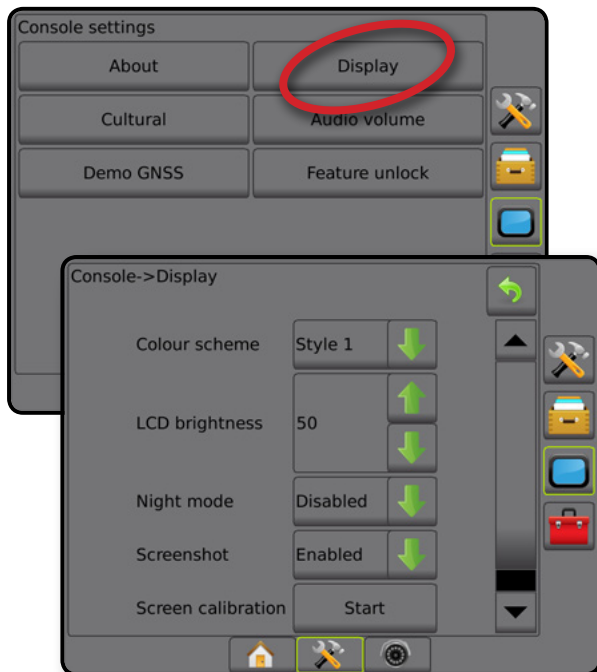 Console settings
About Display
Cultural Audio volume
Demo GNSS Feature unlock
Console->Display
Colour scheme Style 1
LCD brightness 50
Night mode Disabled
Screenshot Enabled
Screen calibration Start